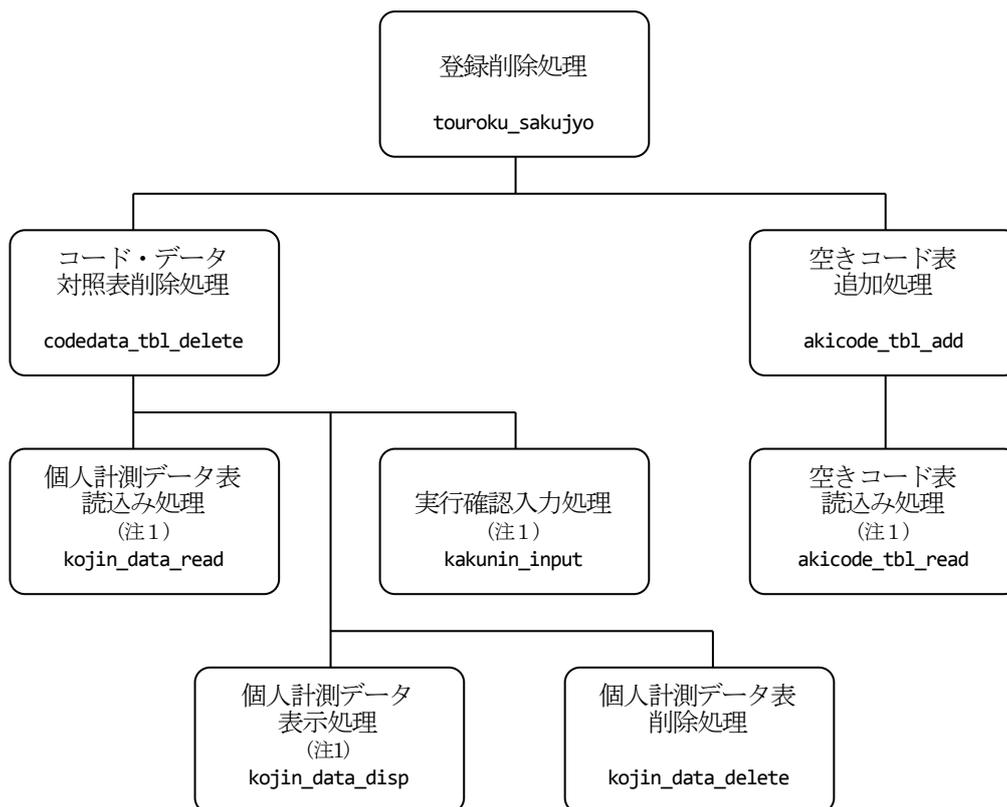 登録削除処理
touroku_sakujyo
コード・データ
対照表削除処理
codedata_tbl_delete
空きコード表
追加処理
akicode_tbl_add
個人計測データ表
読込み処理
（注１）
kojin_data_read
実行確認入力処理
（注１）
kakunin_input
空きコード表
読込み処理
（注１）
akicode_tbl_read
個人計測データ
表示処理
（注1）
kojin_data_disp
個人計測データ表
削除処理
kojin_data_delete